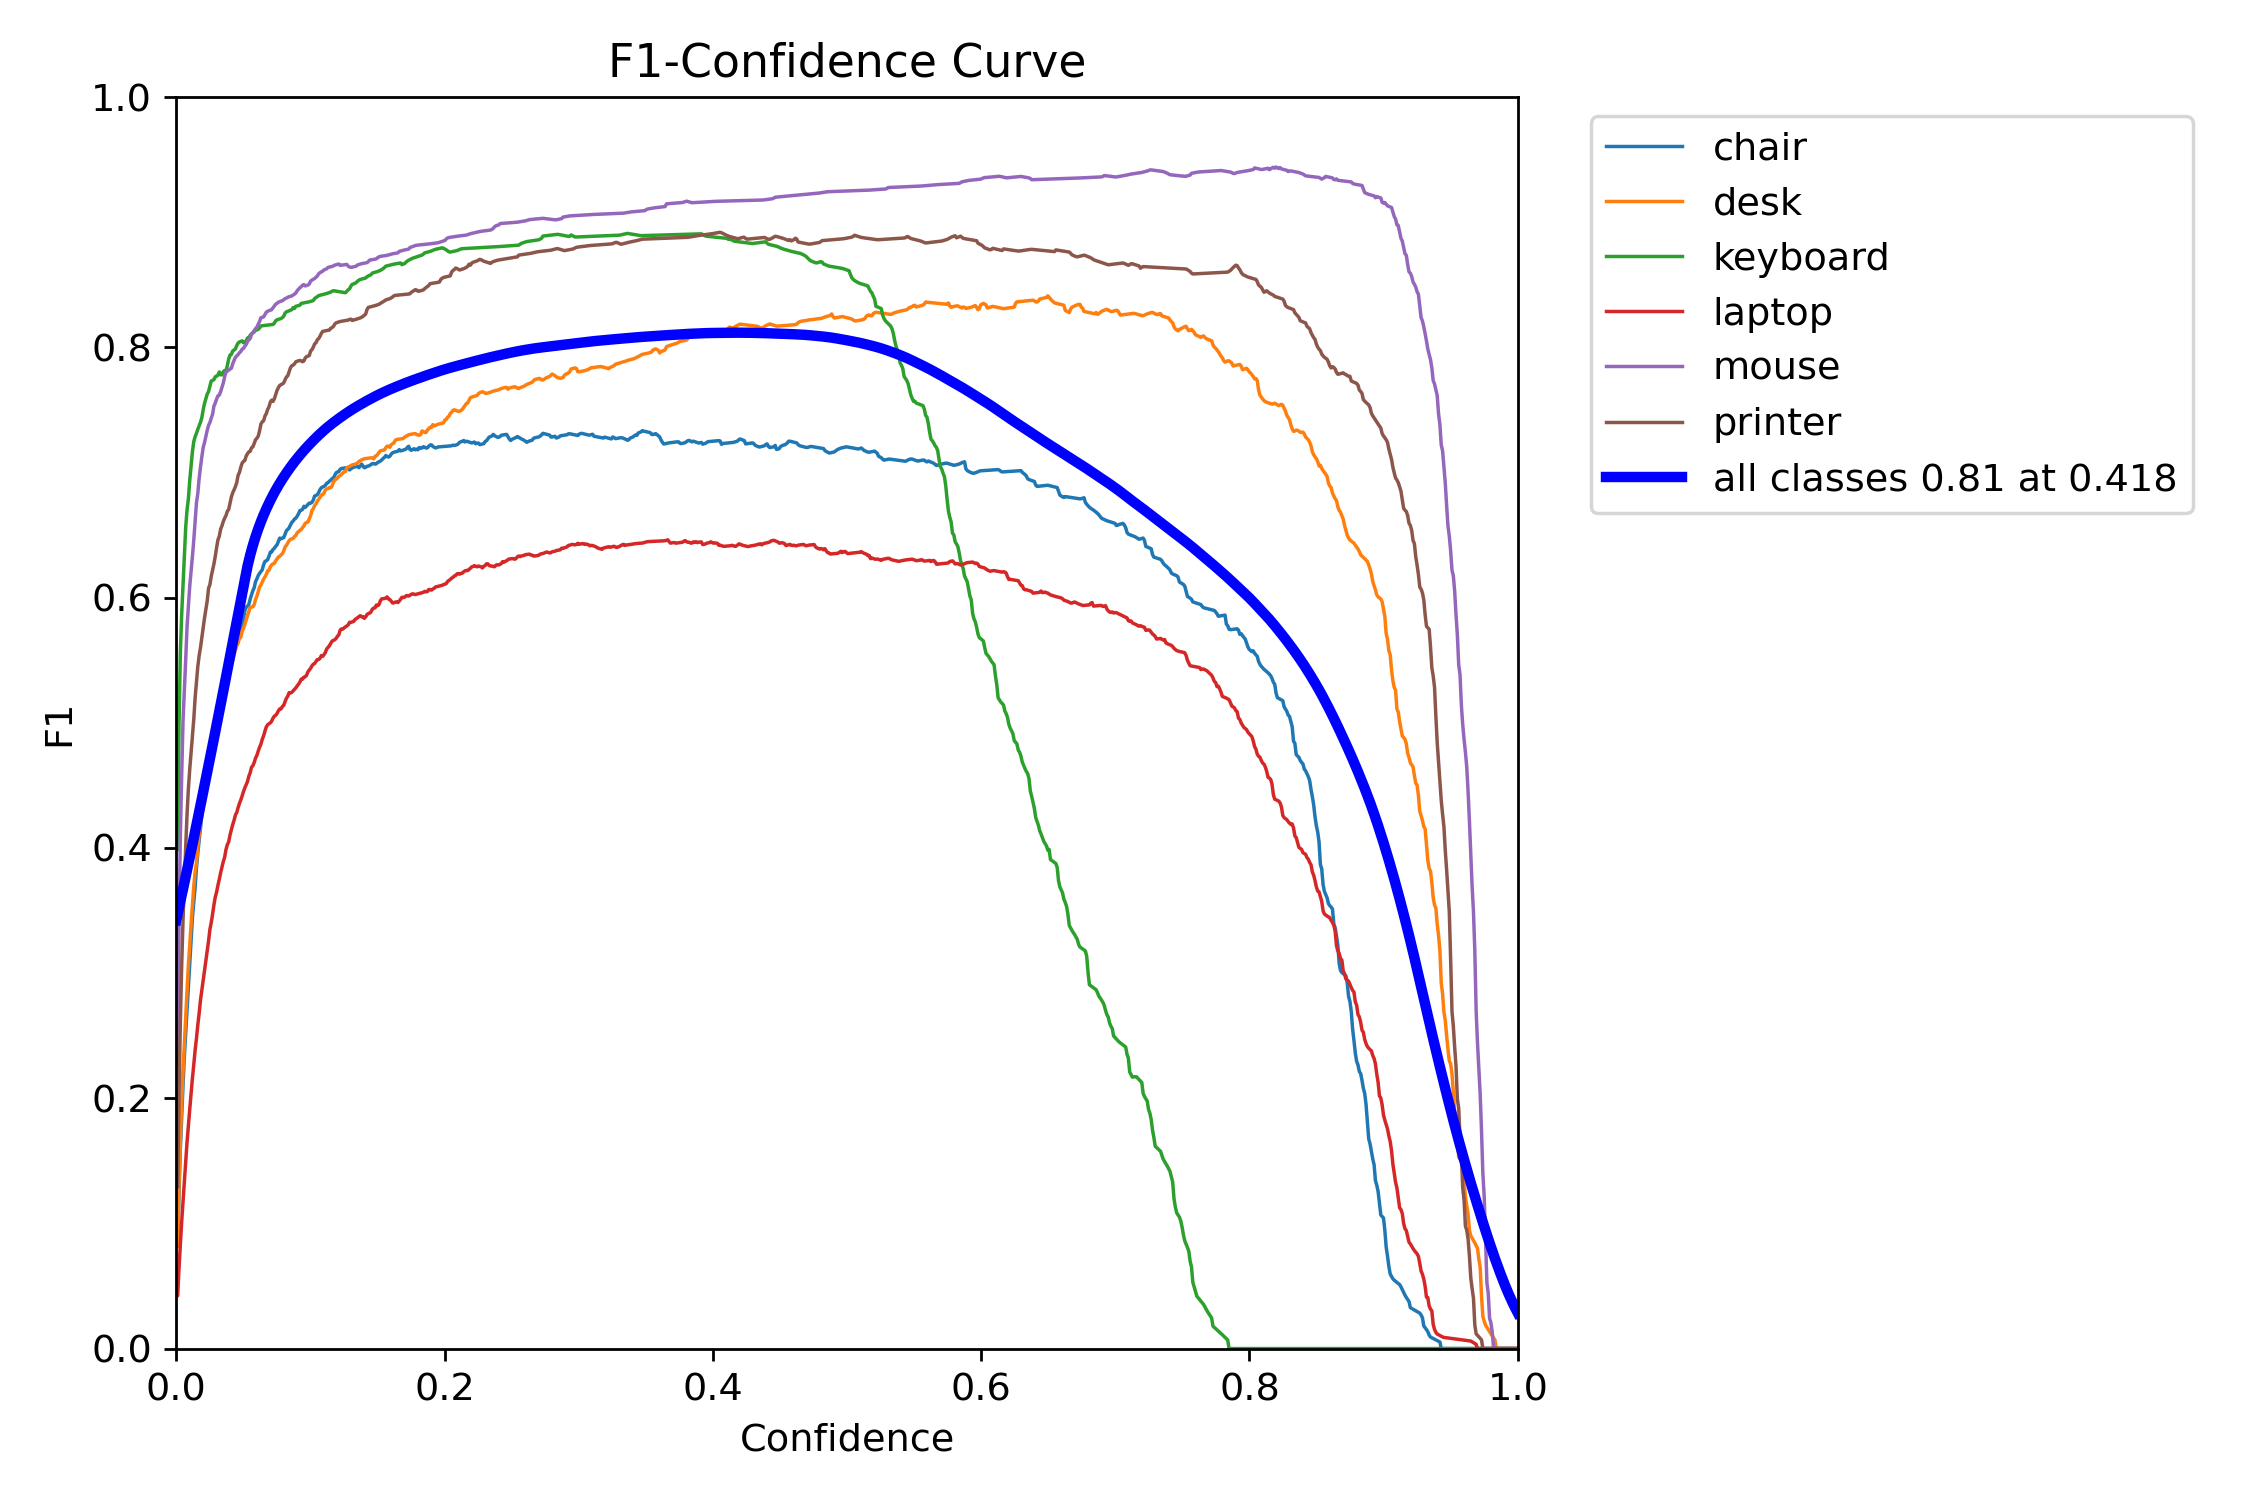 F1-Confidence Curve
1.0
0.8
0.6
0.4
0.2
0.0
F1
0.0 0.2 0.4 0.6 0.8 1.0
Confidence
chair
desk
keyboard
laptop
mouse
printer
all classes 0.81 at 0.418